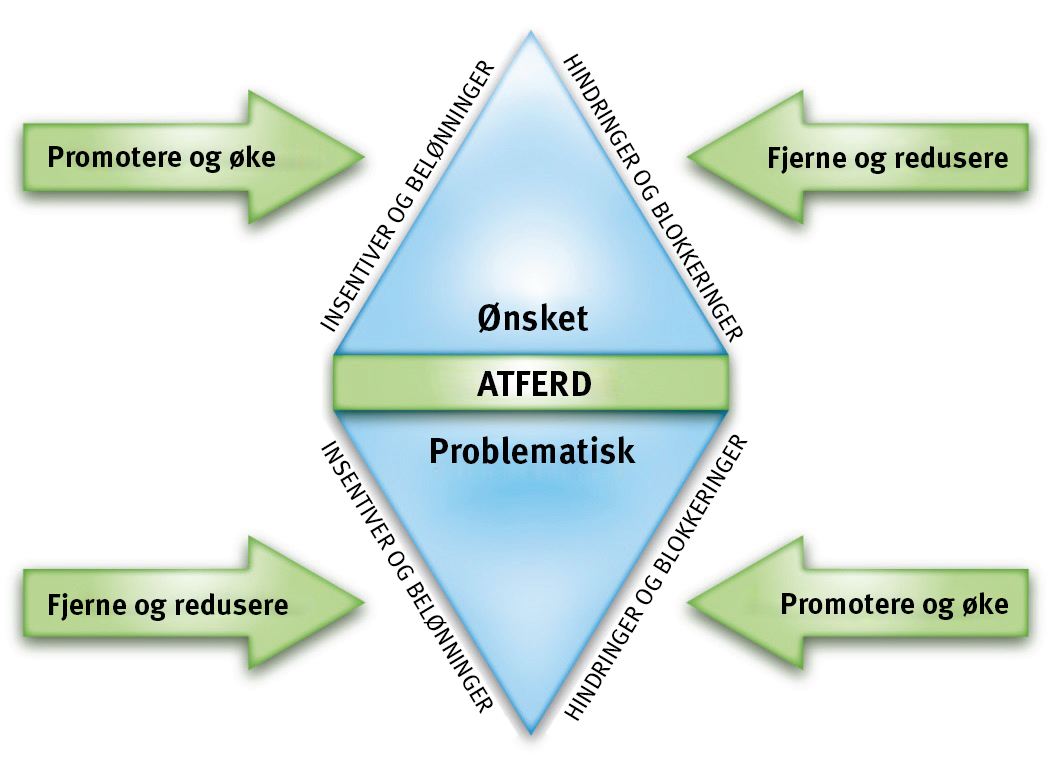 INSENTIVER OG BELØNNINGER
HINDRINGER OG BLOKKERINGER
Promotere og øke
Fjerne og redusere
Ønsket
ATFERD
Problematisk
INSENTIVER OG BELØNNINGER
HINDRINGER OG BLOKKERINGER
Fjerne og redusere
Promotere og øke